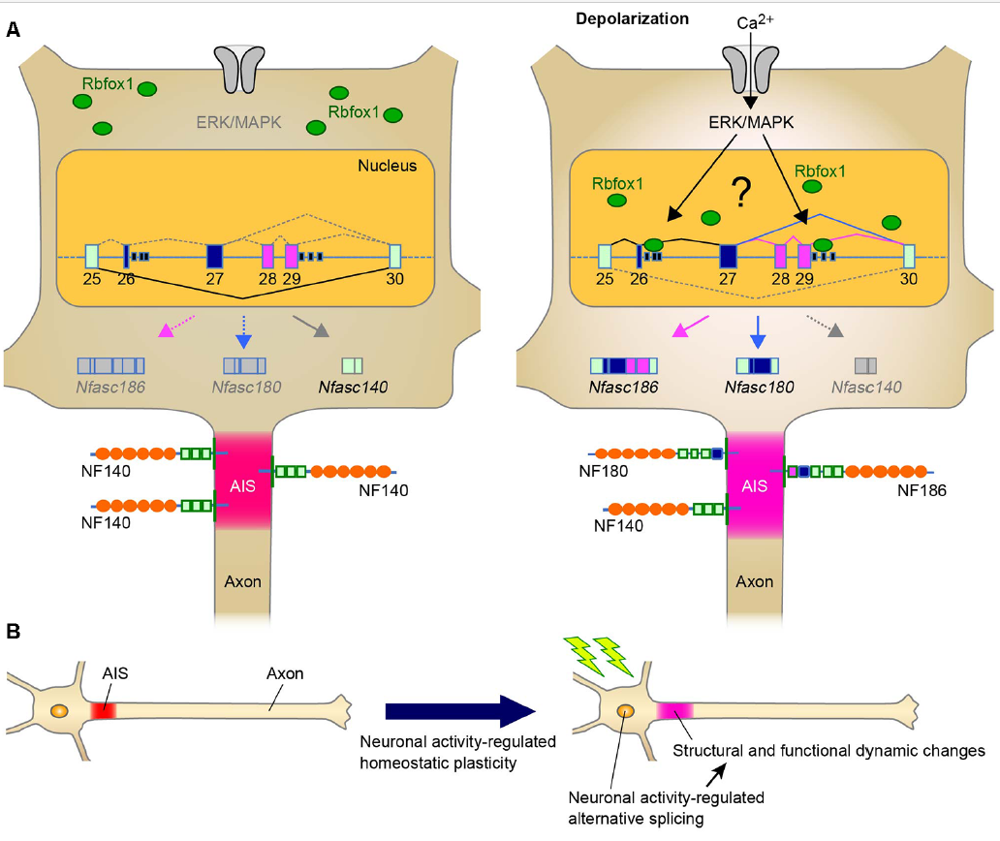 A
Depolarization
Ca2+
Rbfox1
Rbfox1
ERK/MAPK
Nucleus
25 26 27 28 29 30
Nfasc186
Nfasc180
Nfasc140
NF140
NF140
NF140
AIS
Axon
ERK/MAPK
Rbfox1
Rbfox1
?
25 26 27 28 29 30
Nfasc186
Nfasc180
Nfasc140
NF180
NF186
NF140
AIS
Axon
B
AIS
Axon
Neuronal activity-regulated
homeostatic plasticity
Structural and functional dynamic changes
Neuronal activity-regulated
alternative splicing